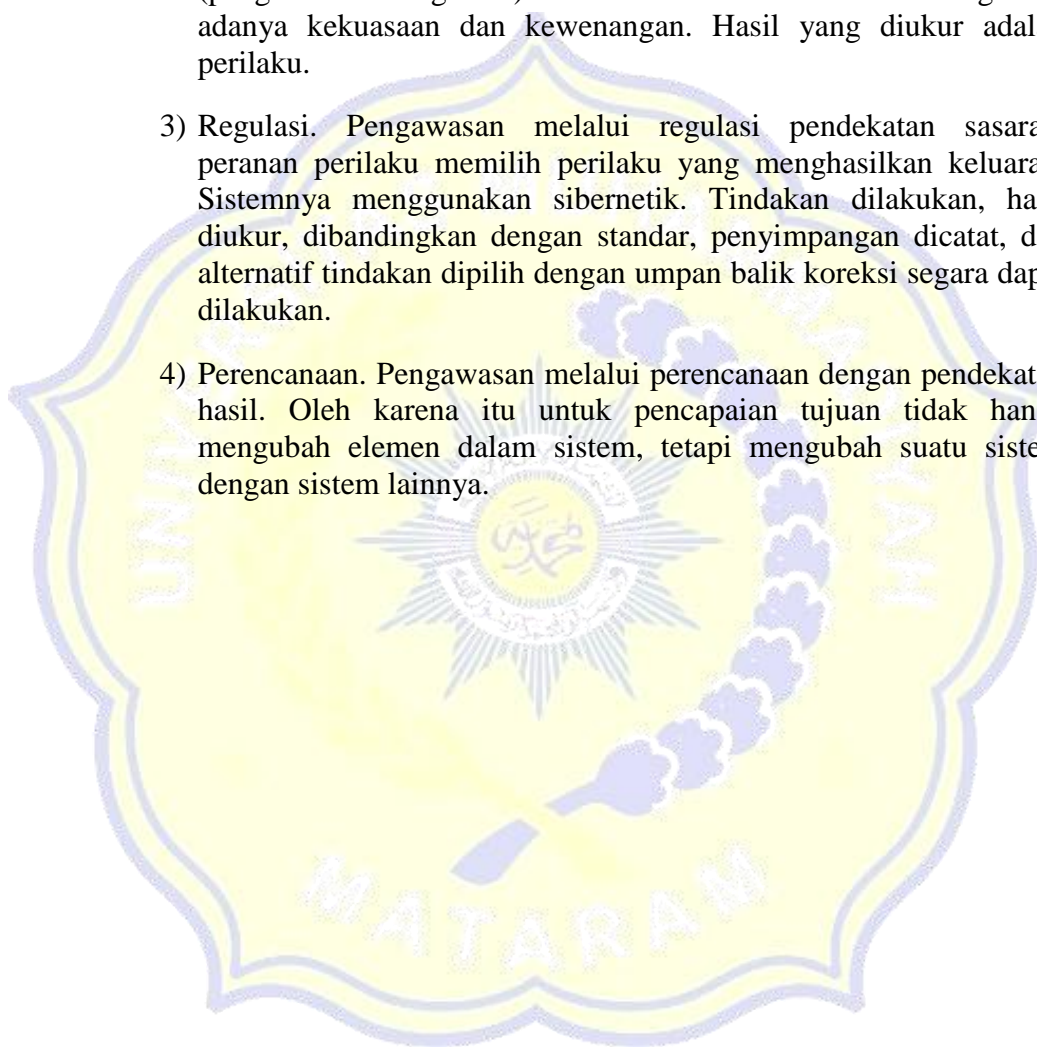 adanya kekuasaan dan kewenangan. Hasil yang diukur adal
perilaku.
3) Regulasi. Pengawasan melalui regulasi pendekatan sasara
peranan perilaku memilih perilaku yang menghasilkan keluara
Sistemnya menggunakan sibernetik. Tindakan dilakukan, ha
diukur, dibandingkan dengan standar, penyimpangan dicatat, d
alternatif tindakan dipilih dengan umpan balik koreksi segara dap
dilakukan.
4) Perencanaan. Pengawasan melalui perencanaan dengan pendekat
hasil. Oleh karena itu untuk pencapaian tujuan tidak han
mengubah elemen dalam sistem, tetapi mengubah suatu siste
dengan sistem lainnya.
UNIVERSITAS MUHAMMADIYAH
MATARAM